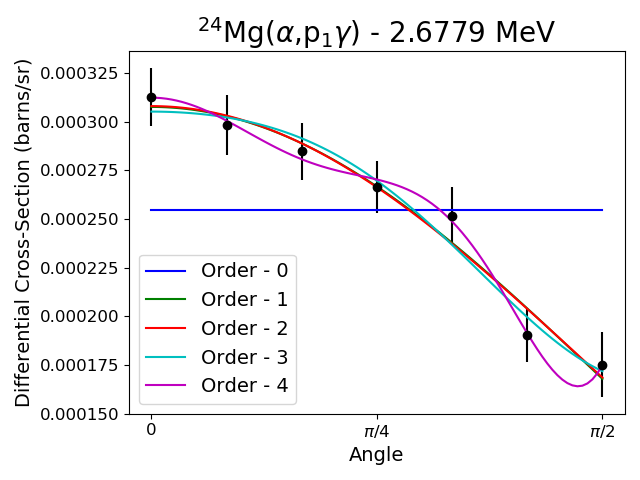 ²⁴Mg(α,p₁γ) - 2.6779 MeV
Differential Cross-Section (barns/sr)
0.000325
0.000300
0.000275
0.000250
0.000225
0.000200
0.000175
0.000150
Order - 0
Order - 1
Order - 2
Order - 3
Order - 4
0 π/4 π/2
Angle